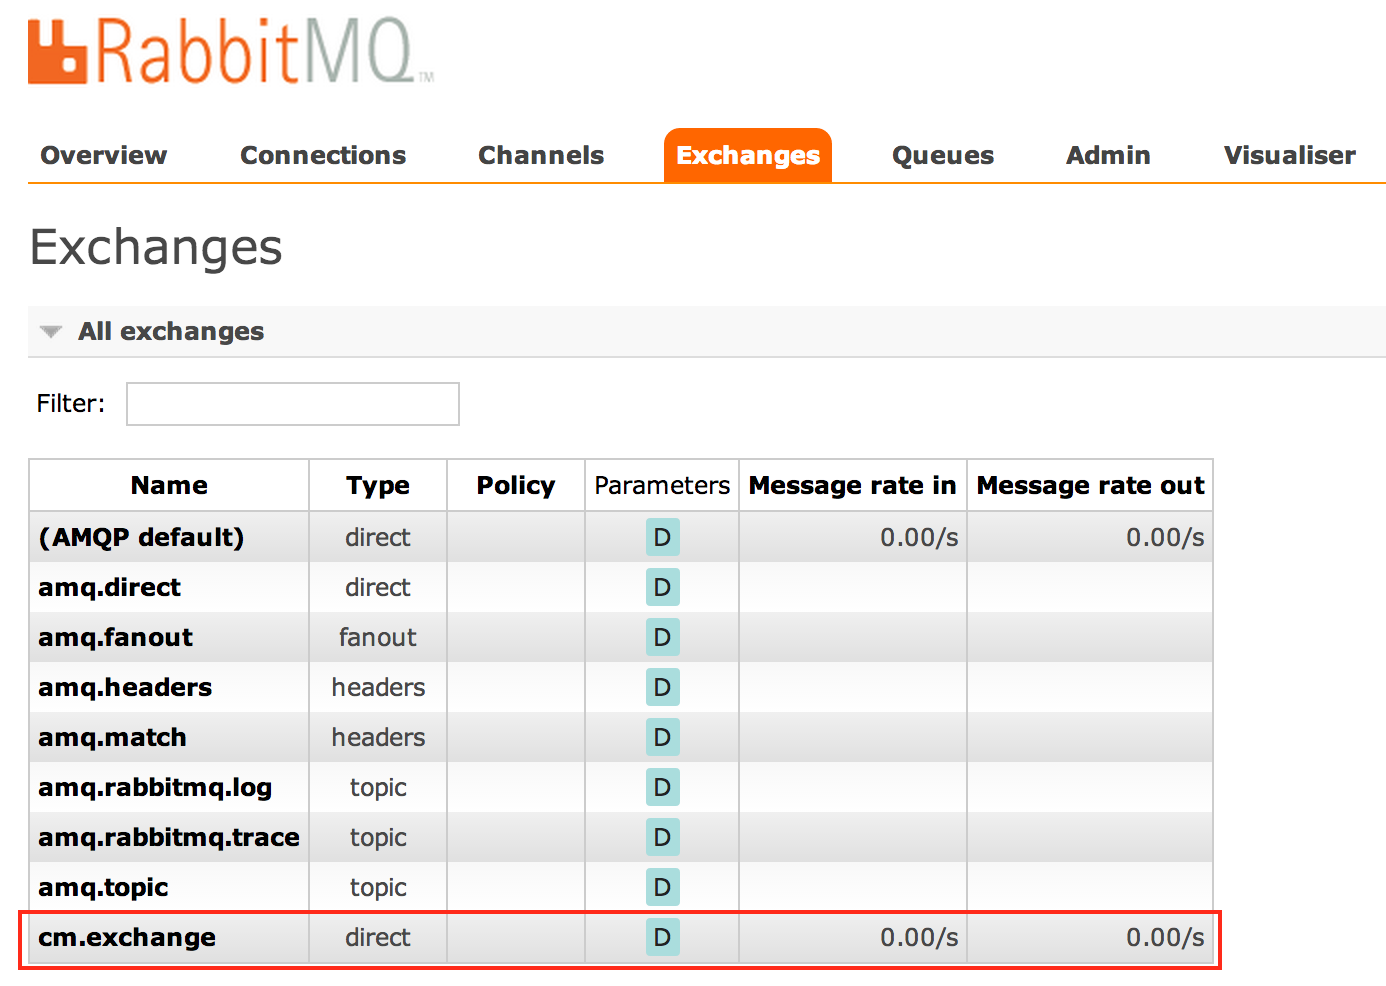 RabbitMQ™
Overview Connections Channels Exchanges Queues Admin Visualiser
Exchanges
All exchanges
Filter:
Name Type Policy Parameters Message rate in Message rate out
(AMQP default) direct D 0.00/s 0.00/s
amq.direct direct D
amq.fanout fanout D
amq.headers headers D
amq.match headers D
amq.rabbitmq.log topic D
amq.rabbitmq.trace topic D
amq.topic topic D
cm.exchange direct D 0.00/s 0.00/s